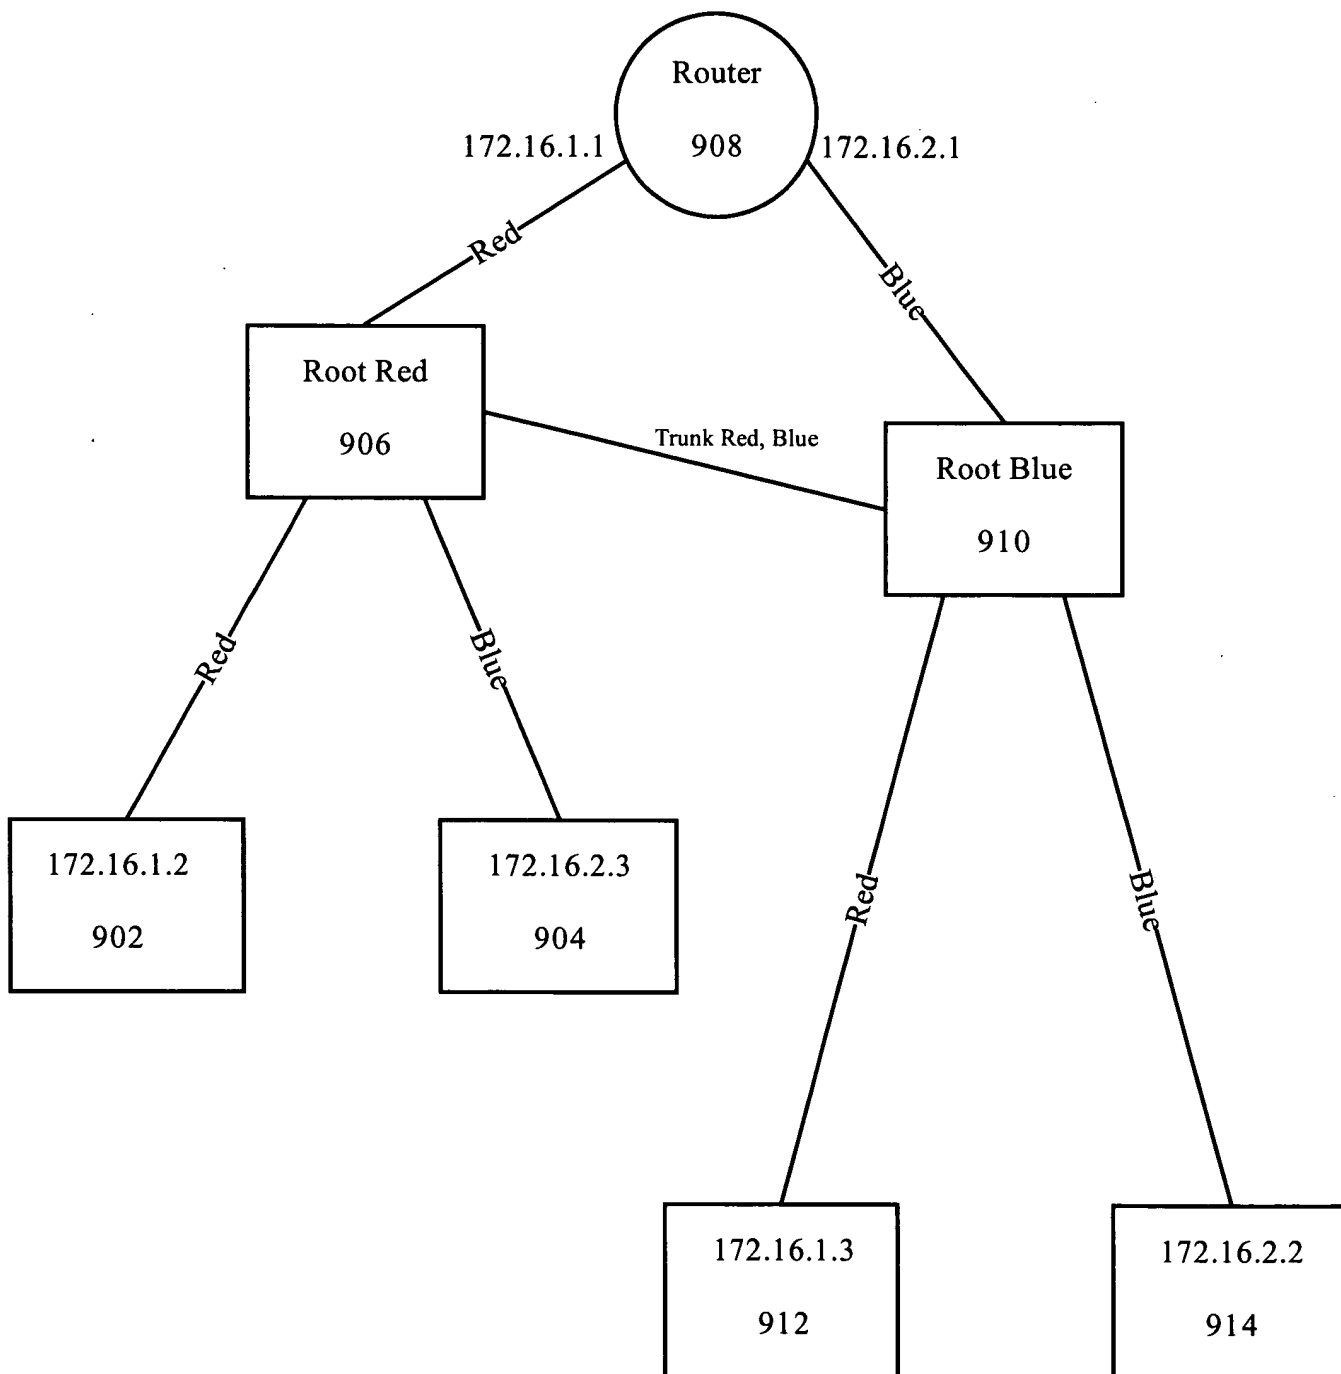 Router
172.16.1.1
908
172.16.2.1
Red
Blue
Root Red
906
Trunk Red, Blue
Root Blue
910
Red
Blue
172.16.1.2
902
172.16.2.3
904
Red
Blue
172.16.1.3
912
172.16.2.2
914